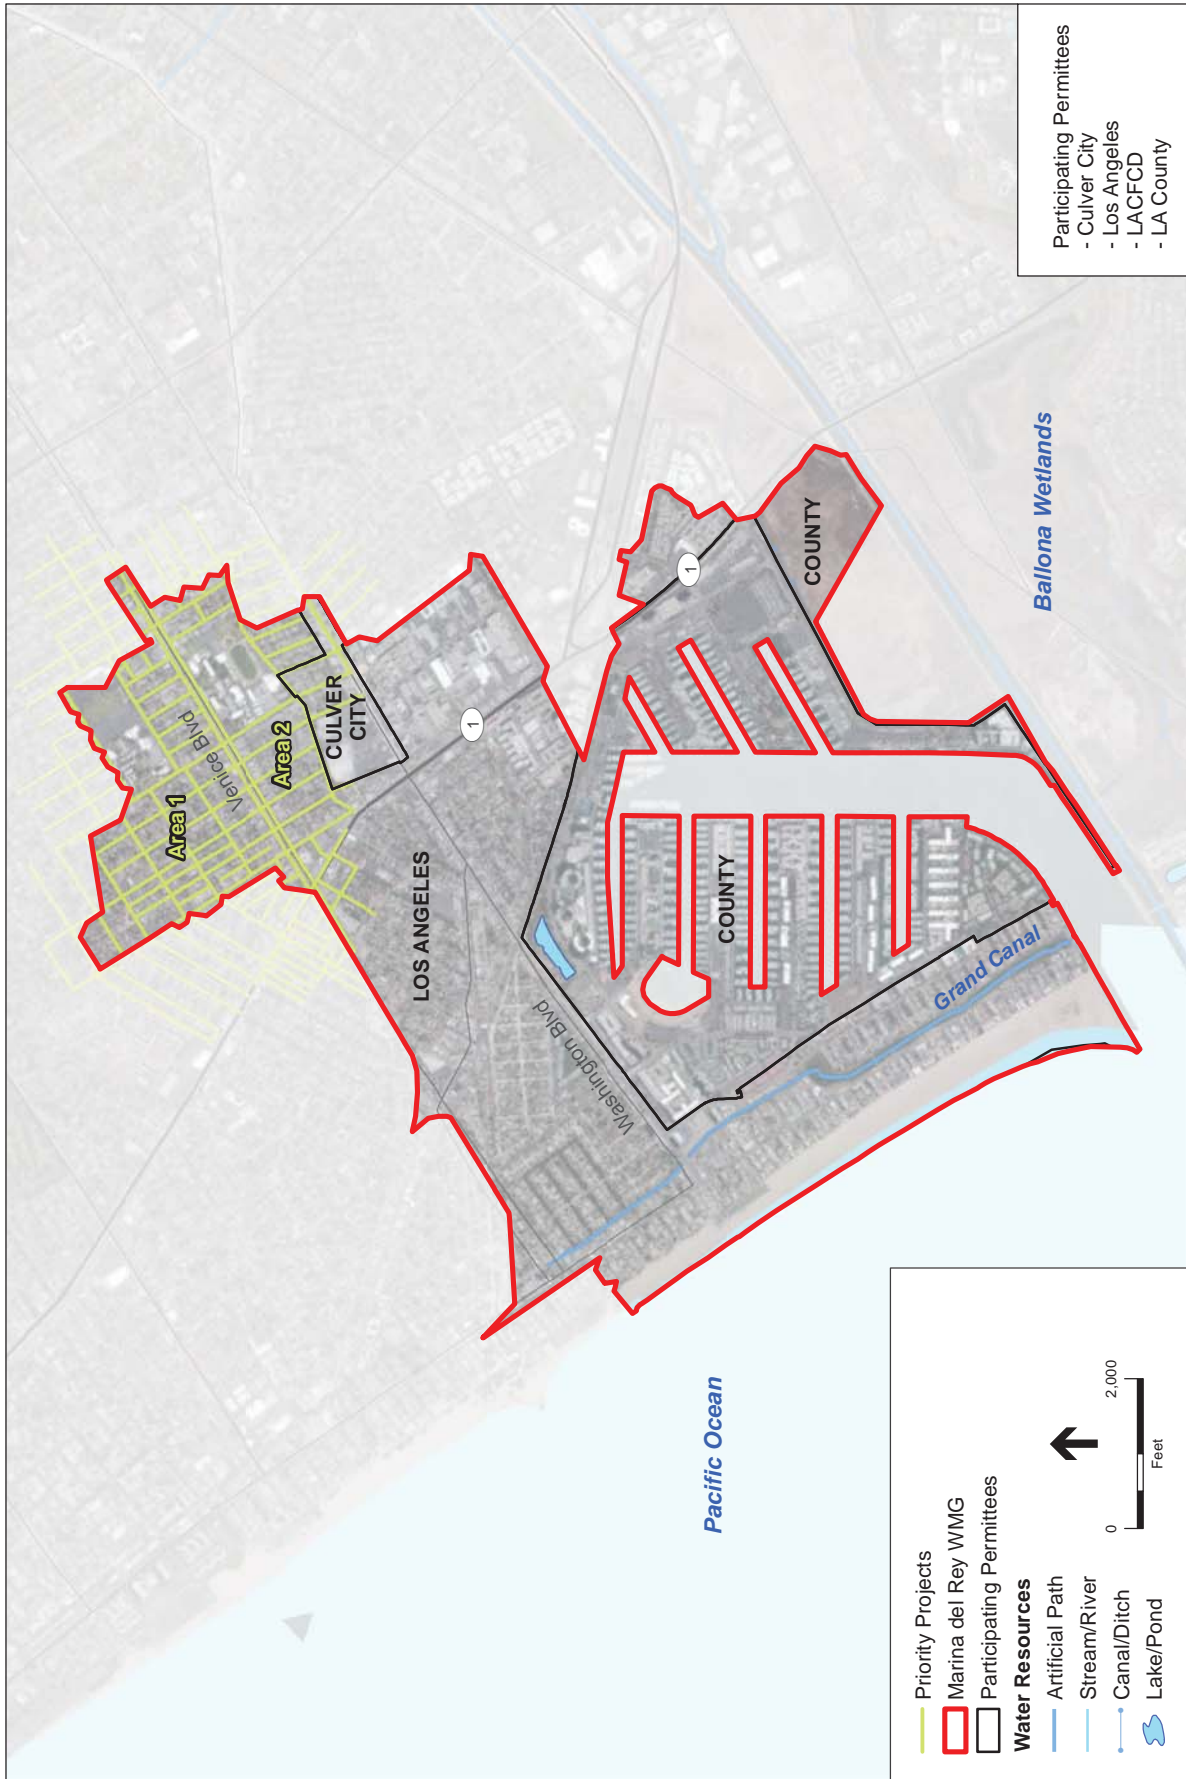 Area 1
Venice Blvd
Area 2
CULVER
CITY
1
LOS ANGELES
Washington Blvd
1
COUNTY
COUNTY
Grand Canal
Pacific Ocean
Ballona Wetlands
Priority Projects
Marina del Rey WMG
Participating Permittees
Water Resources
Artificial Path
Stream/River
Canal/Ditch
Lake/Pond
0
2,000
Feet
Participating Permittees
- Culver City
- Los Angeles
- LACFCD
- LA County